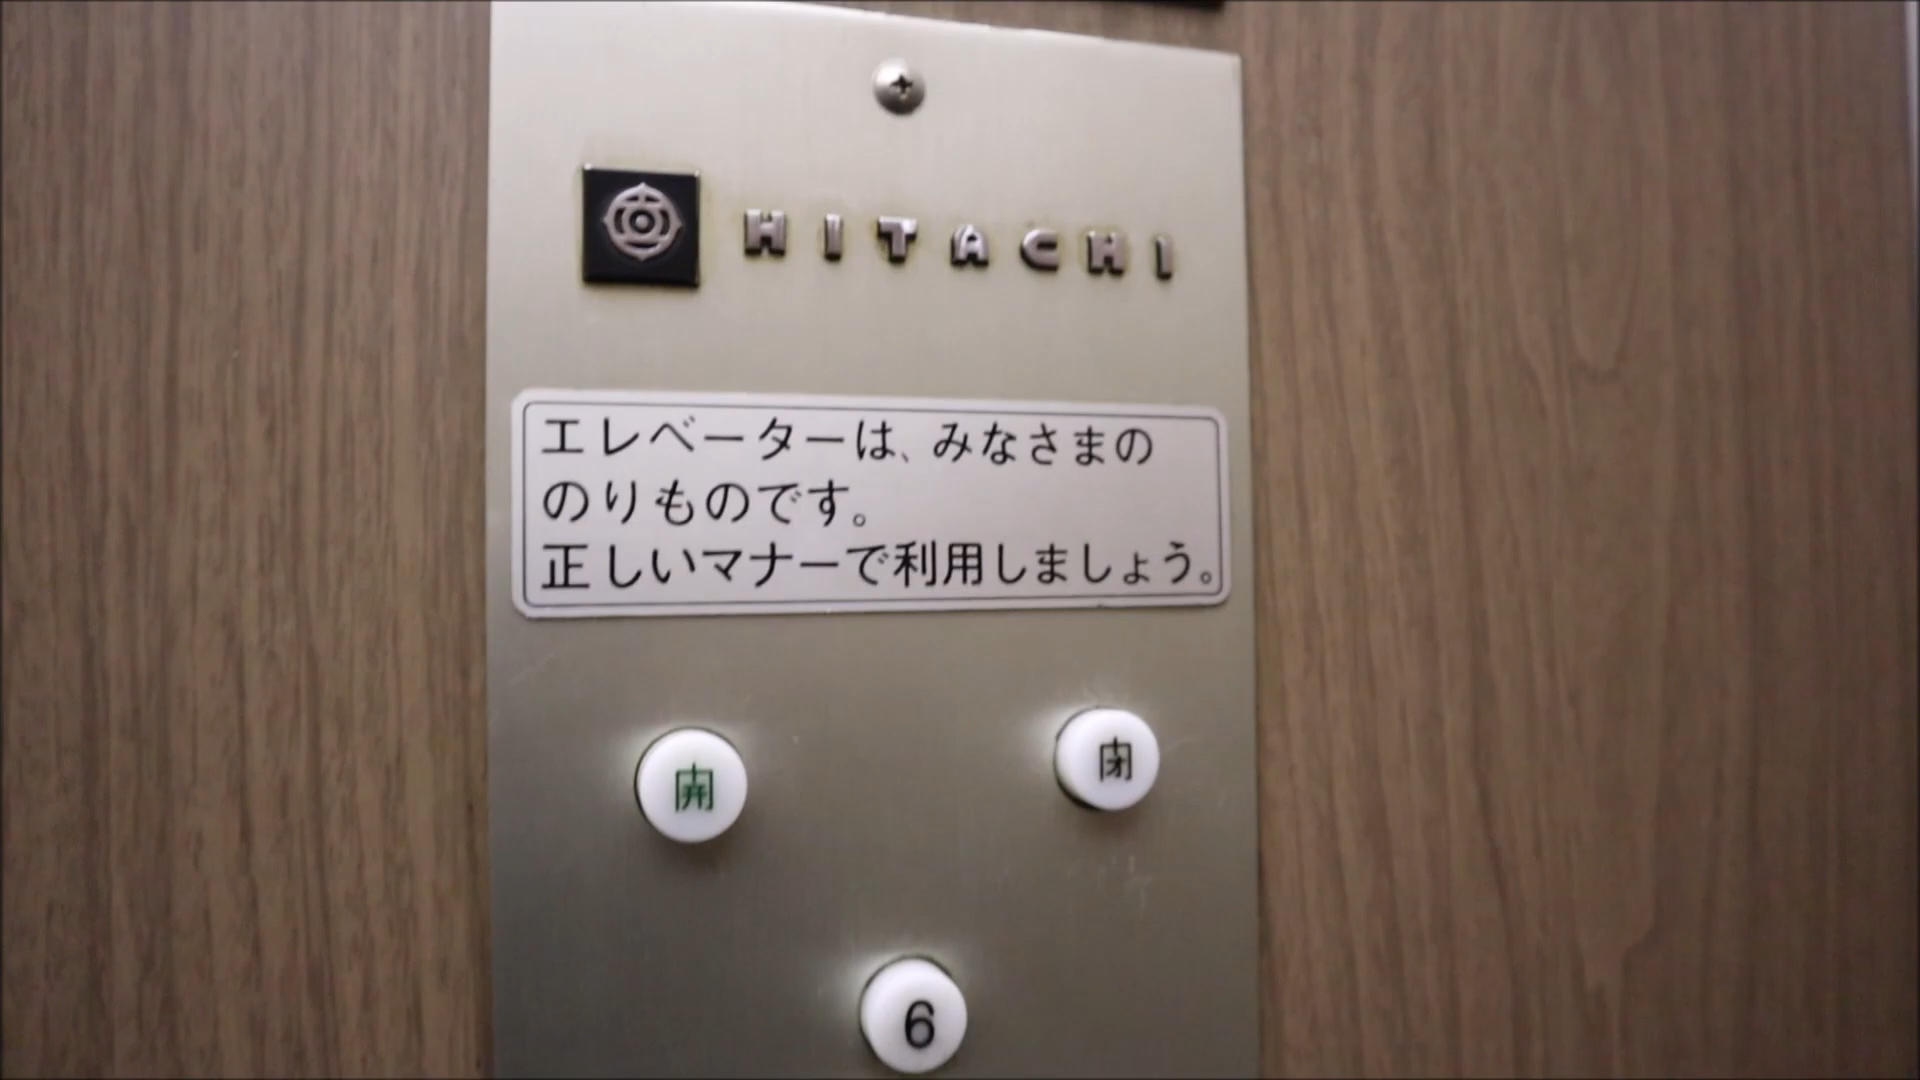 HITACHI
エレベーターは、みなさまの
のりものです。
正しいマナーで利用しましょう。
開
閉
6